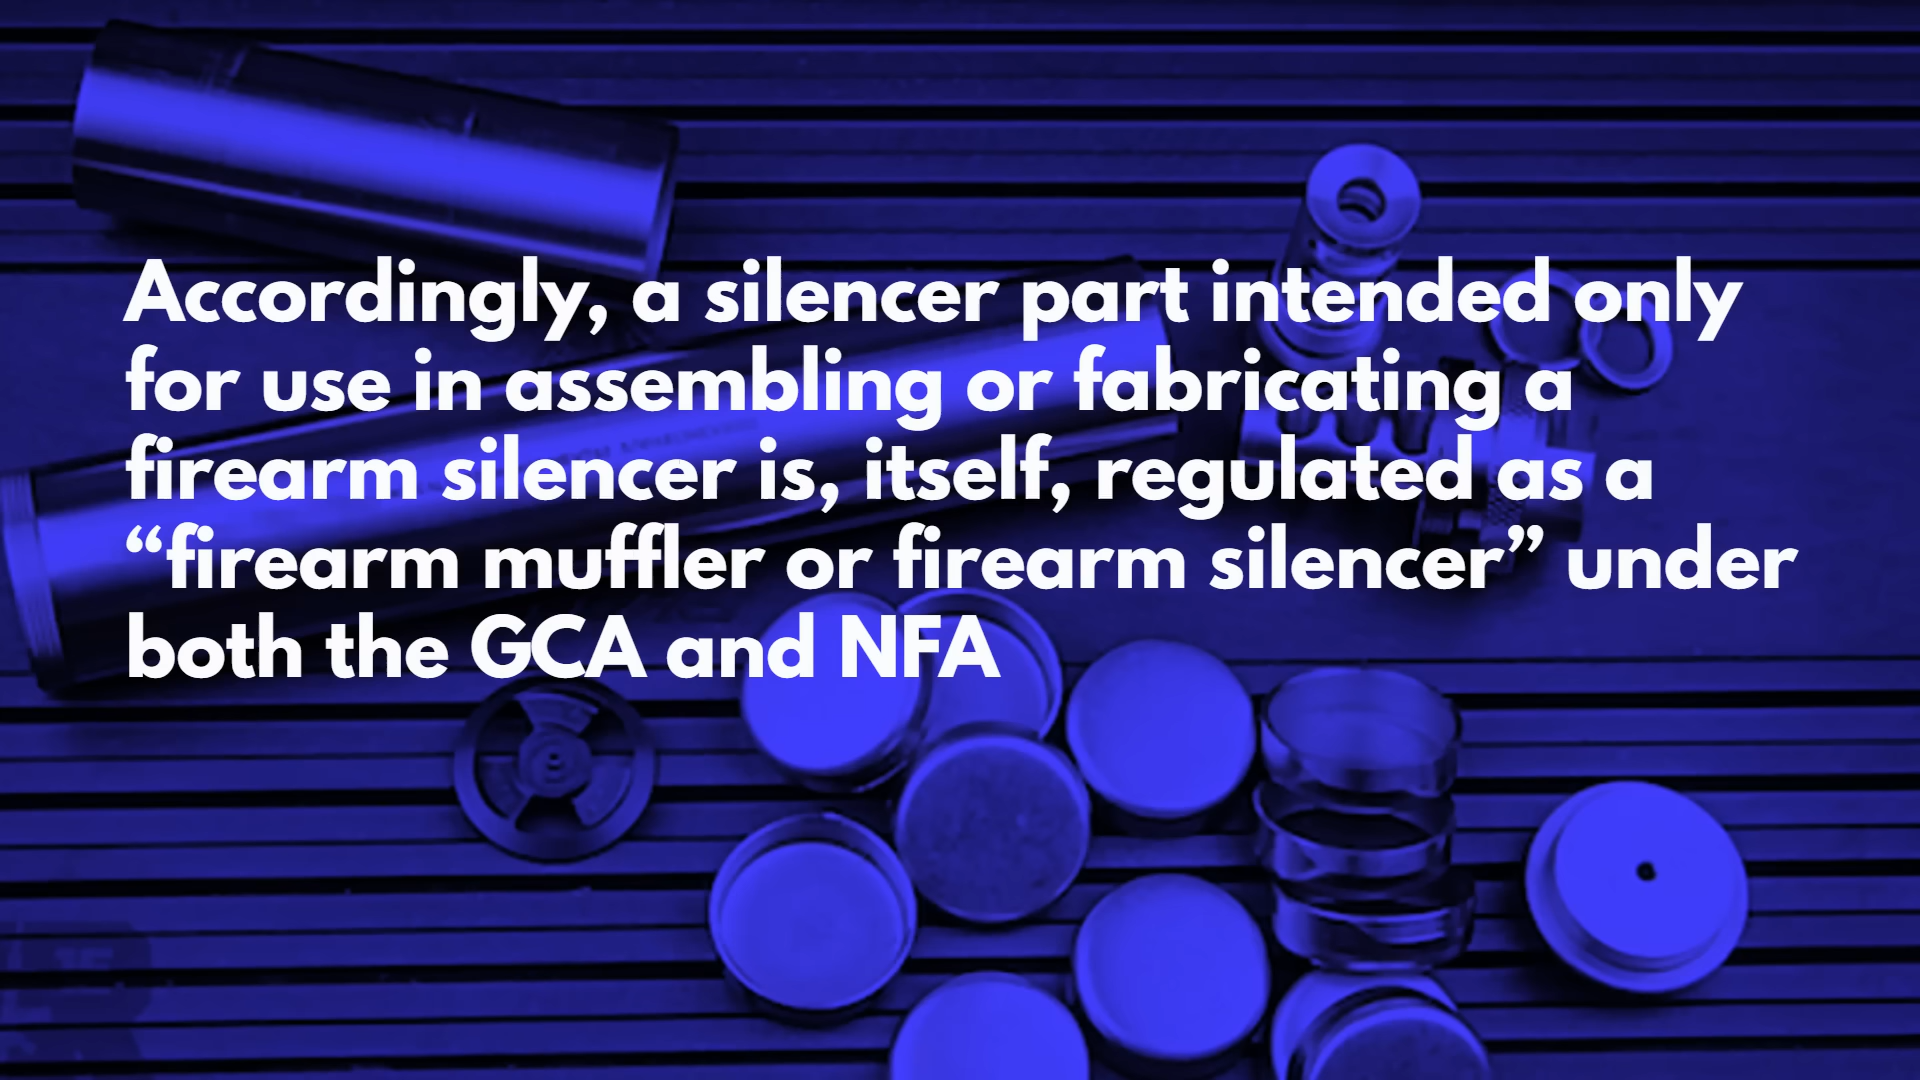 Accordingly, a silencer part intended only
for use in assembling or fabricating a
firearm silencer is, itself, regulated as a
“firearm muffler or firearm silencer” under
both the GCA and NFA